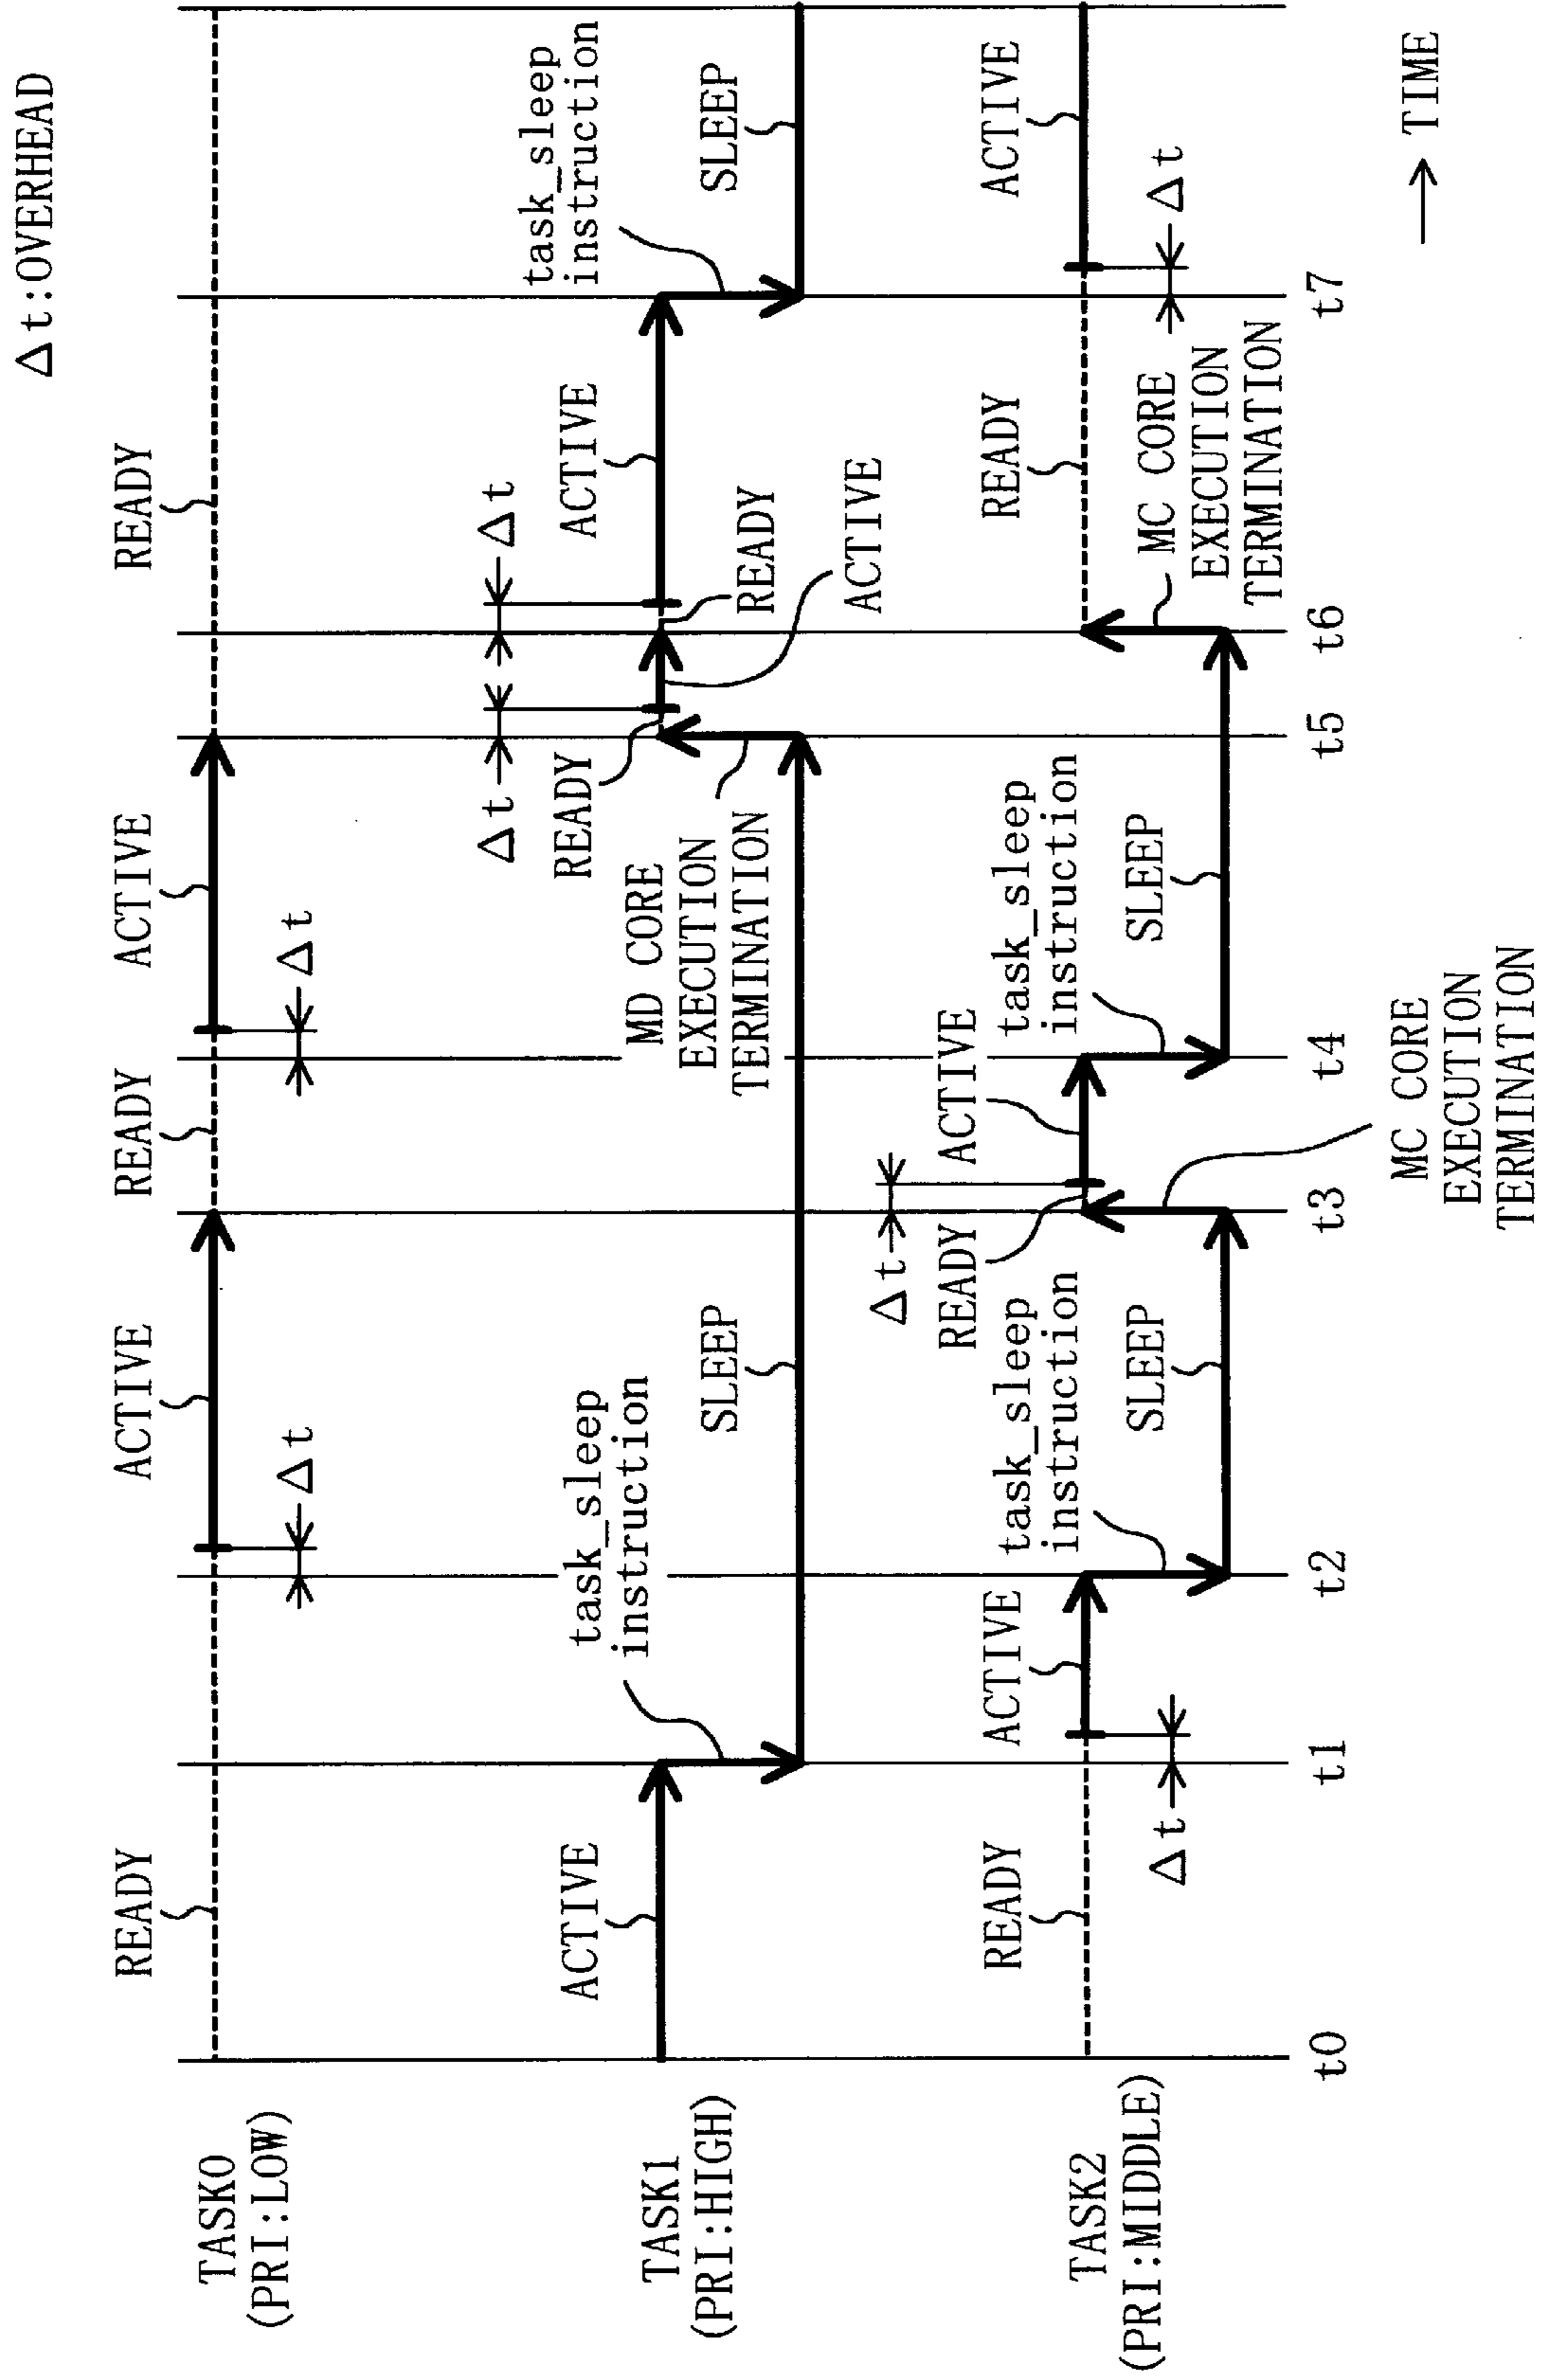 Δt:OVERHEAD
TASK0
(PRI:LOW)
READY
ACTIVE
READY
ACTIVE
READY
Δt
Δt
TASK1
(PRI:HIGH)
ACTIVE
task_sleep
instruction
SLEEP
MD CORE
EXECUTION
TERMINATION
READY
Δt
Δt
ACTIVE
READY
ACTIVE
task_sleep
instruction
SLEEP
TASK2
(PRI:MIDDLE)
READY
Δt
ACTIVE
task_sleep
instruction
SLEEP
READY
Δt
ACTIVE
task_sleep
instruction
SLEEP
MC CORE
EXECUTION
TERMINATION
READY
MC CORE
EXECUTION
TERMINATION
ACTIVE
Δt
t0
t1
t2
t3
t4
t5
t6
t7
TIME